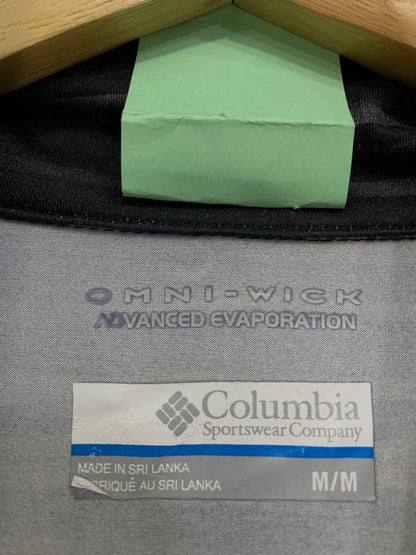 OMNI-WICK
ADVANCED EVAPORATION
Columbia
Sportswear Company
MADE IN SRI LANKA
FABRIQUÉ AU SRI LANKA
M/M